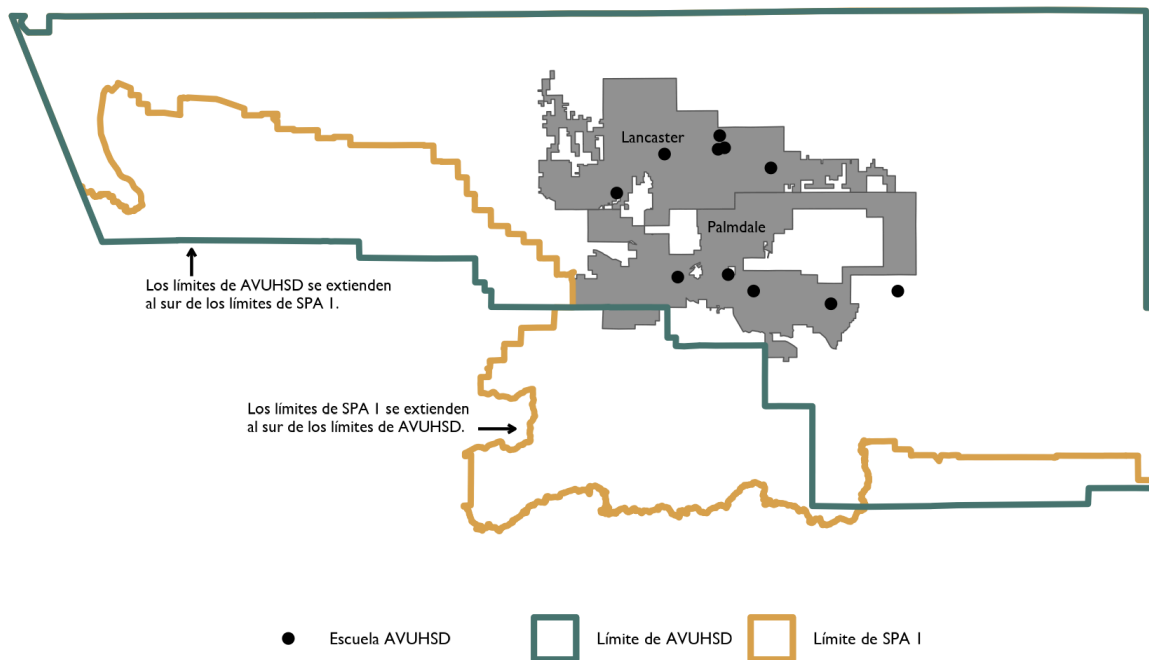 Lancaster
Palmdale
Los límites de AVUHSD se extienden
al sur de los límites de SPA 1.
Los límites de SPA 1 se extienden
al sur de los límites de AVUHSD.
Escuela AVUHSD
Límite de AVUHSD
Límite de SPA 1